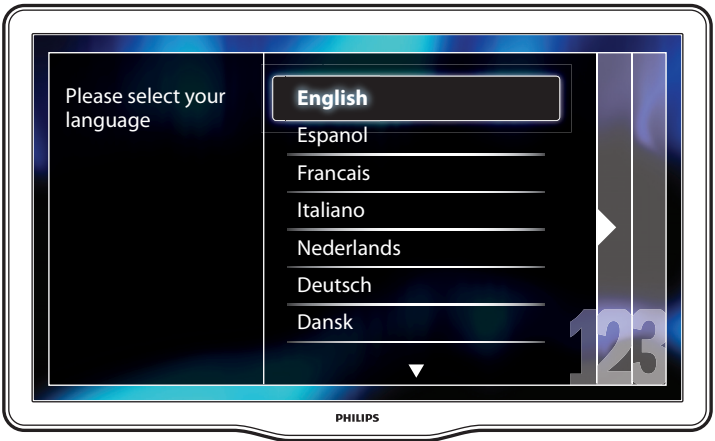 Please select your
language
English
Espanol
Francais
Italiano
Nederlands
Deutsch
Dansk
123
PHILIPS